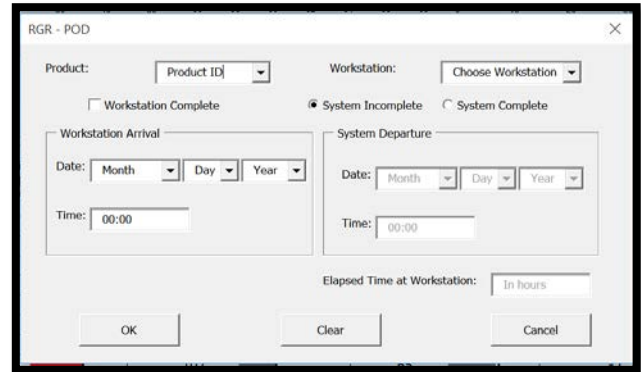 RGR - POD
Product: Product ID Workstation: Choose Workstation
Workstation Complete System Incomplete System Complete
Workstation Arrival System Departure
Date: Month Day Year Date: Month Day Year
Time: 00:00 Time: 00:00
Elapsed Time at Workstation: In hours
OK Clear Cancel